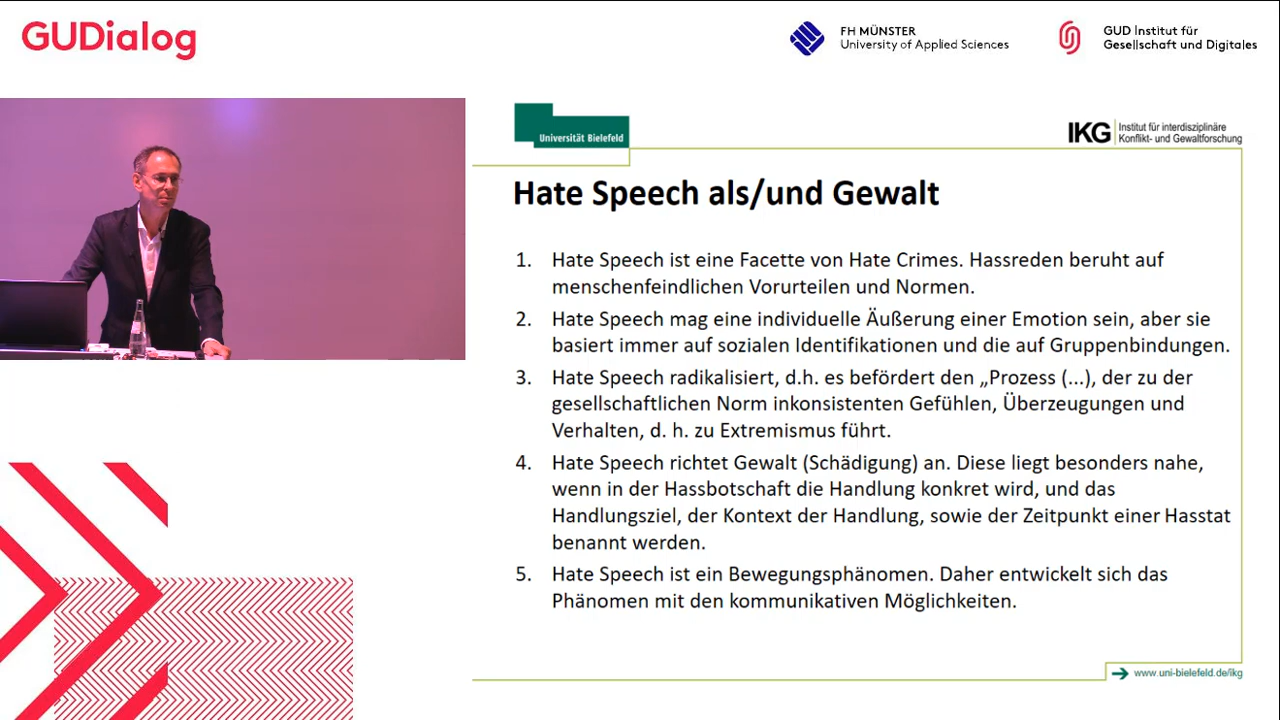 GUDialog
FH MÜNSTER
University of Applied Sciences
GUD Institut für
Gesellschaft und Digitales
Universität Bielefeld
IKG
Institut für interdisziplinäre
Konflikt- und Gewaltforschung
Hate Speech als/und Gewalt
1. Hate Speech ist eine Facette von Hate Crimes. Hassreden beruht auf
menschenfeindlichen Vorurteilen und Normen.
2. Hate Speech mag eine individuelle Äußerung einer Emotion sein, aber sie
basiert immer auf sozialen Identifikationen und die auf Gruppenbindungen.
3. Hate Speech radikalisiert, d.h. es befördert den „Prozess (...), der zu der
gesellschaftlichen Norm inkonsistenten Gefühlen, Überzeugungen und
Verhalten, d. h. zu Extremismus führt.
4. Hate Speech richtet Gewalt (Schädigung) an. Diese liegt besonders nahe,
wenn in der Hassbotschaft die Handlung konkret wird, und das
Handlungsziel, der Kontext der Handlung, sowie der Zeitpunkt einer Hasstat
benannt werden.
5. Hate Speech ist ein Bewegungsphänomen. Daher entwickelt sich das
Phänomen mit den kommunikativen Möglichkeiten.
www.uni-bielefeld.de/ikg